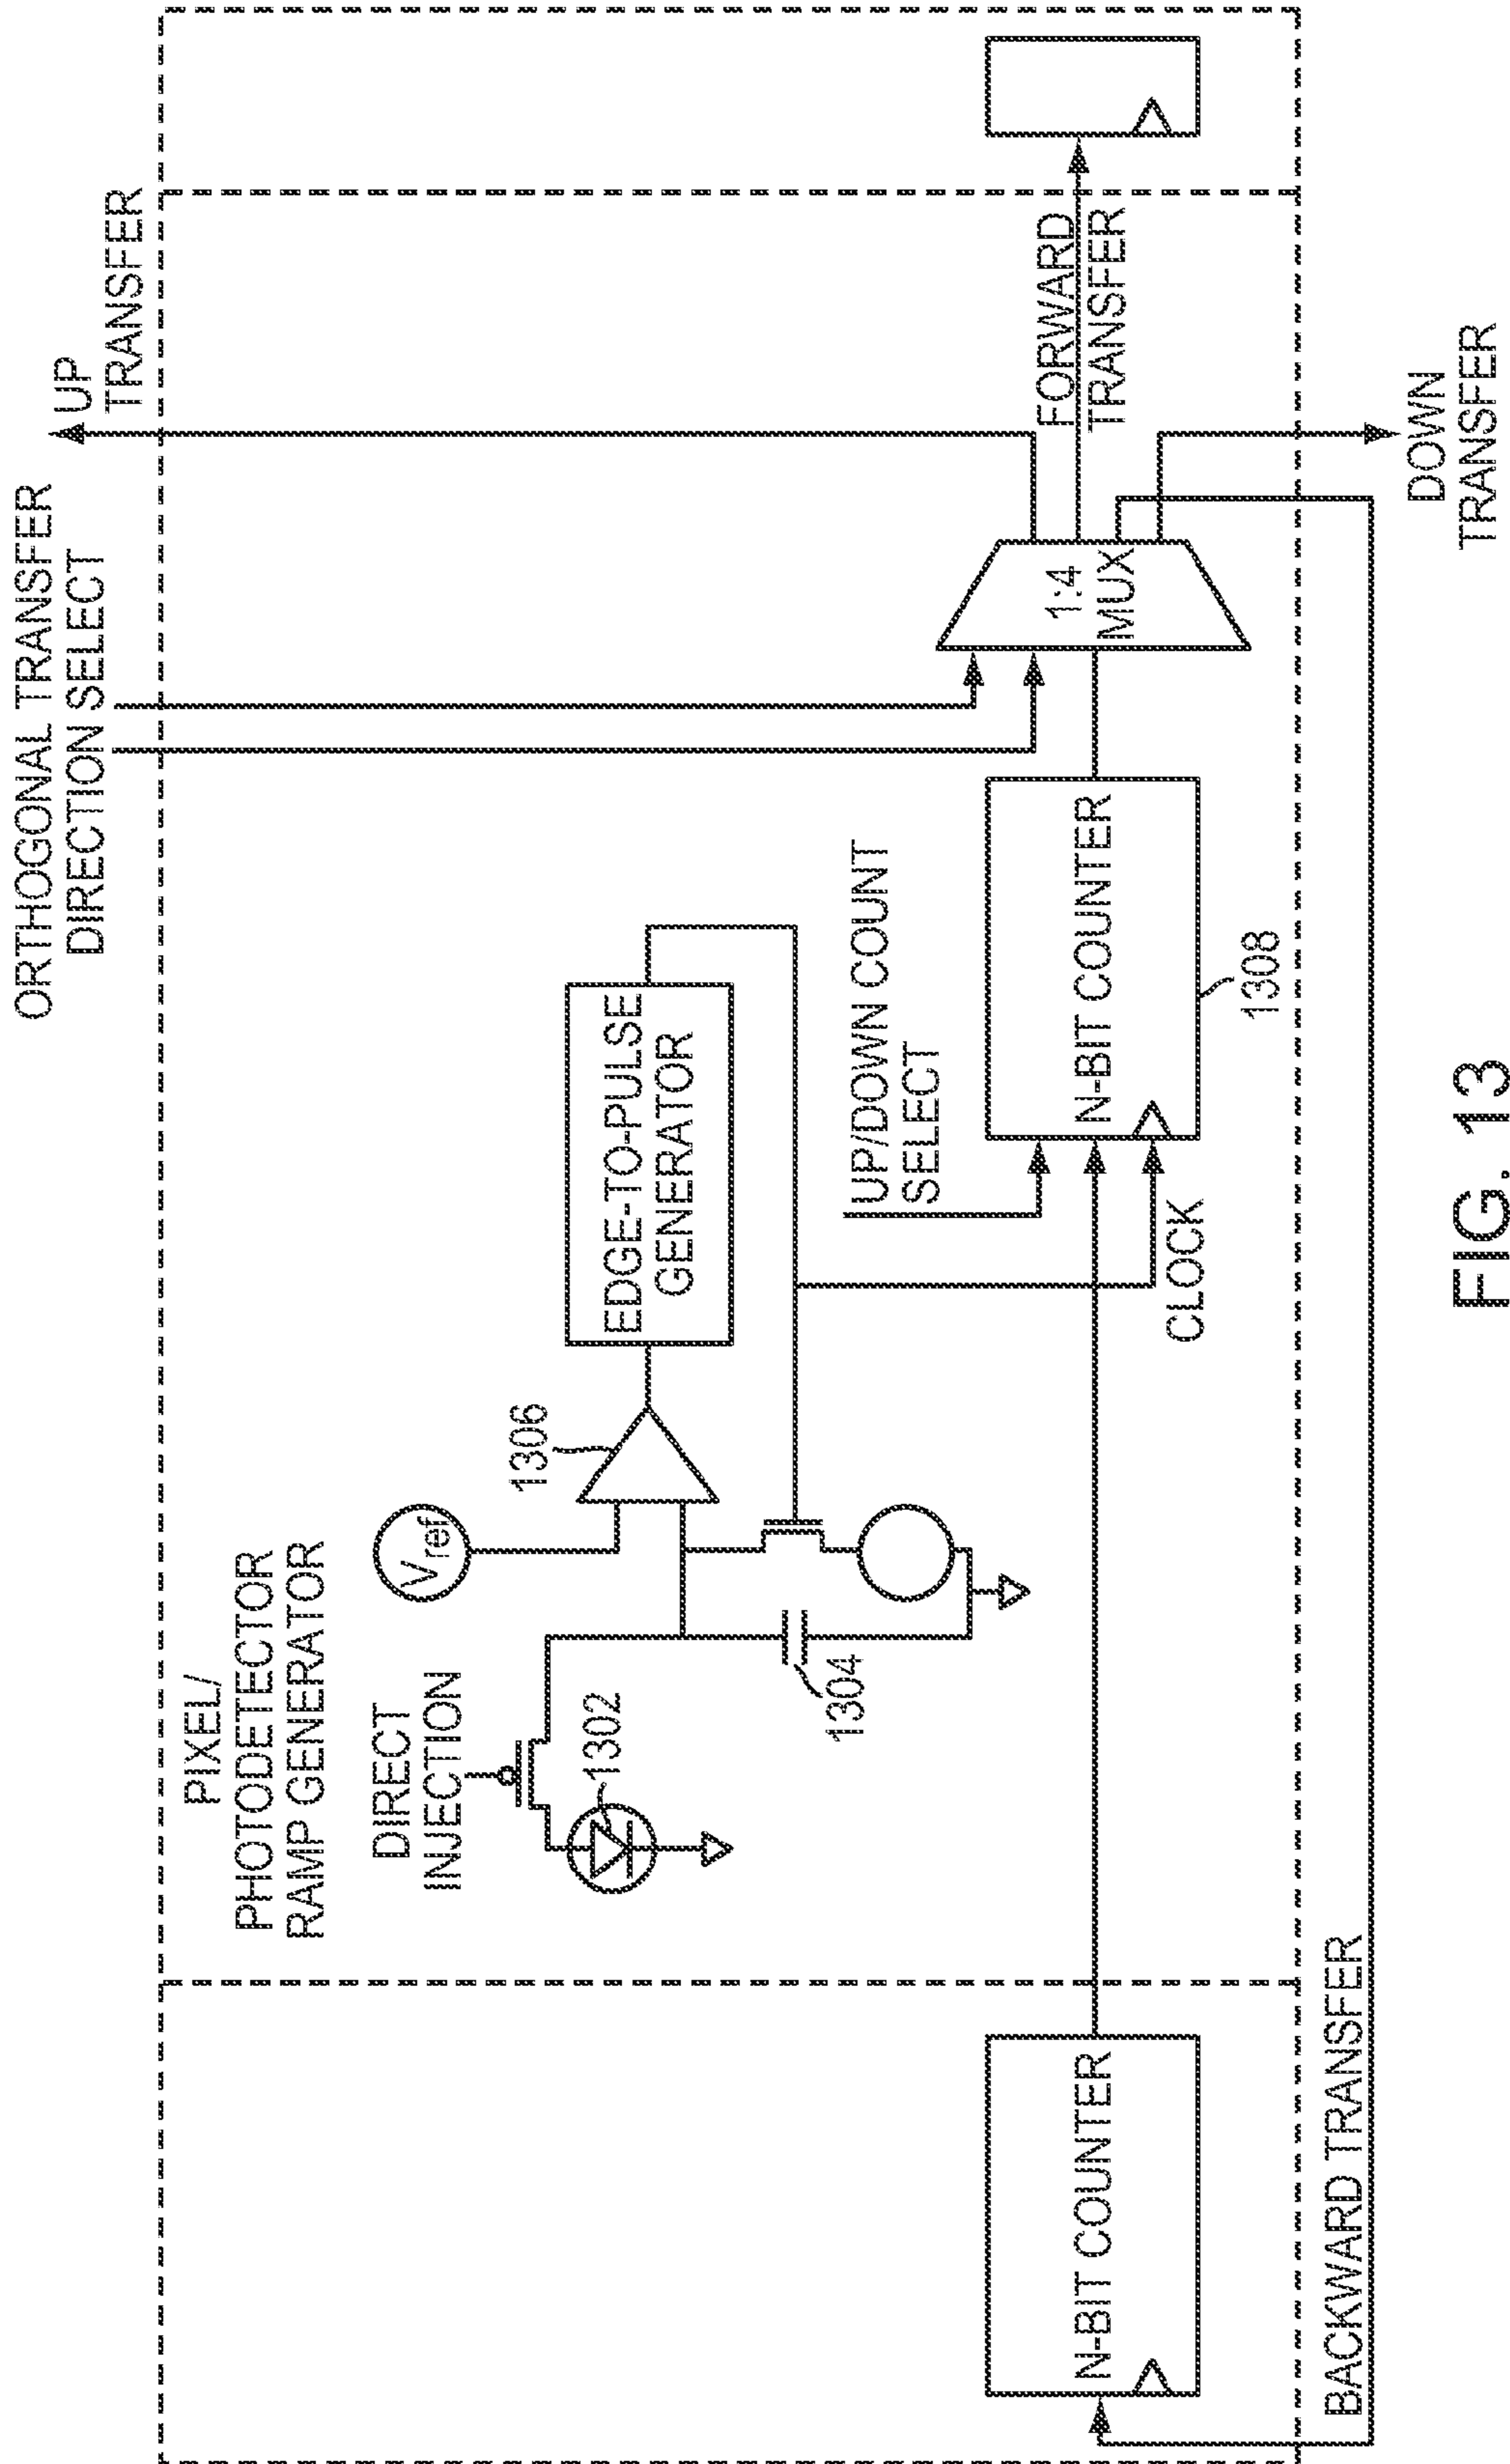 ORTHOGONAL TRANSFER
DIRECTION SELECT
UP
TRANSFER
PIXEL/
PHOTODETECTOR
RAMP GENERATOR
DIRECT
INJECTION
1302
1304
Vref
1306
EDGE-TO-PULSE
GENERATOR
UP/DOWN COUNT
SELECT
CLOCK
N-BIT COUNTER
N-BIT COUNTER
1308
1:4
MUX
FORWARD
TRANSFER
BACKWARD TRANSFER
DOWN
TRANSFER
FIG. 13